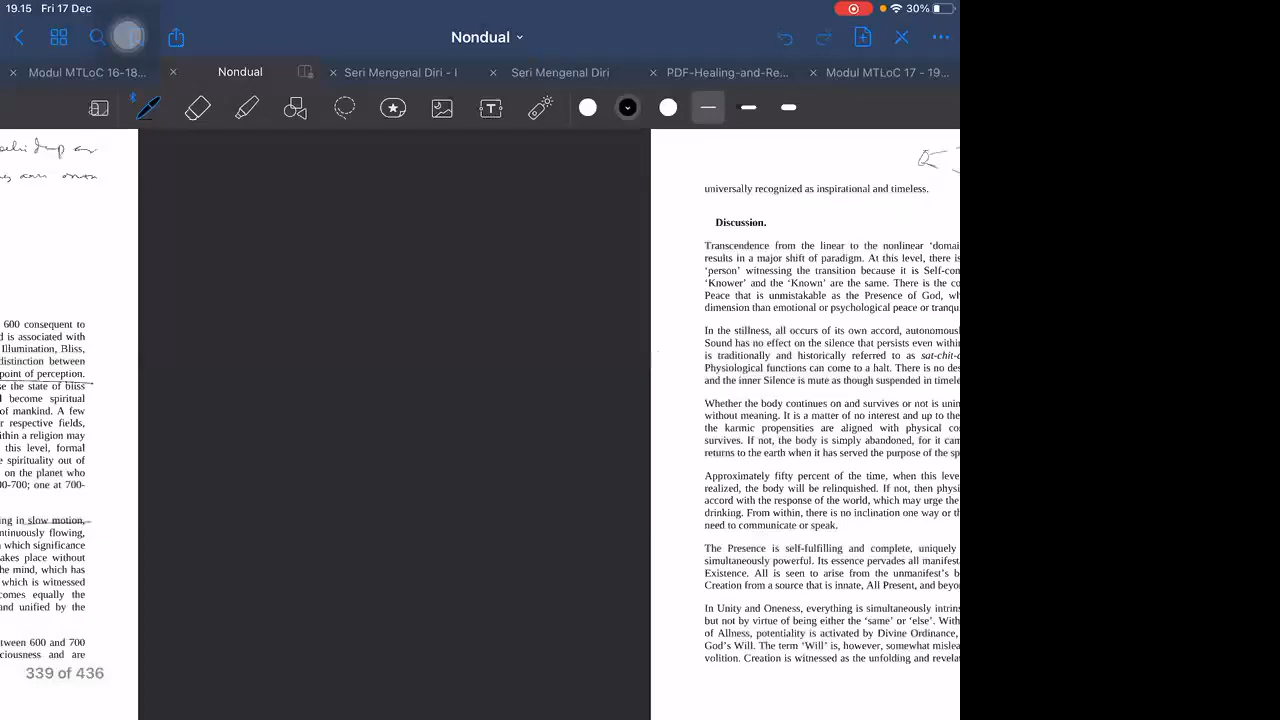 19.15 Fri 17 Dec
30%
Nondual
Modul MTLoC 16-18...
Nondual
Seri Mengenal Diri - I
Seri Mengenal Diri
PDF-Healing-and-Re...
Modul MTLoC 17 - 19...
T
600 consequent to
d is associated with
Illumination, Bliss,
distinction between
point of perception.
se the state of bliss
l become spiritual
of mankind. A few
r respective fields,
ithin a religion may
this level, formal
e spirituality out of
on the planet who
00-700; one at 700-
ing in slow motion,
ntinuously flowing,
n which significance
akes place without
he mind, which has
which is witnessed
comes equally the
and unified by the
tween 600 and 700
ciousness and are
339 of 436
universally recognized as inspirational and timeless.
Discussion.
Transcendence from the linear to the nonlinear ‘domai
results in a major shift of paradigm. At this level, there is
‘person’ witnessing the transition because it is Self-con
‘Knower’ and the ‘Known’ are the same. There is the co
Peace that is unmistakable as the Presence of God, wh
dimension than emotional or psychological peace or tranqu
In the stillness, all occurs of its own accord, autonomousl
Sound has no effect on the silence that persists even within
is traditionally and historically referred to as sat-chit-a
Physiological functions can come to a halt. There is no des
and the inner Silence is mute as though suspended in timele
Whether the body continues on and survives or not is unin
without meaning. It is a matter of no interest and up to the
the karmic propensities are aligned with physical co
survives. If not, the body is simply abandoned, for it cam
returns to the earth when it has served the purpose of the sp
Approximately fifty percent of the time, when this leve
realized, the body will be relinquished. If not, then physi
accord with the response of the world, which may urge the
drinking. From within, there is no inclination one way or th
need to communicate or speak.
The Presence is self-fulfilling and complete, uniquely
simultaneously powerful. Its essence pervades all manifest
Existence. All is seen to arise from the unmanifest’s b
Creation from a source that is innate, All Present, and beyo
In Unity and Oneness, everything is simultaneously intrins
but not by virtue of being either the ‘same’ or ‘else’. With
of Allness, potentiality is activated by Divine Ordinance,
God’s Will. The term ‘Will’ is, however, somewhat mislea
volition. Creation is witnessed as the unfolding and revelat